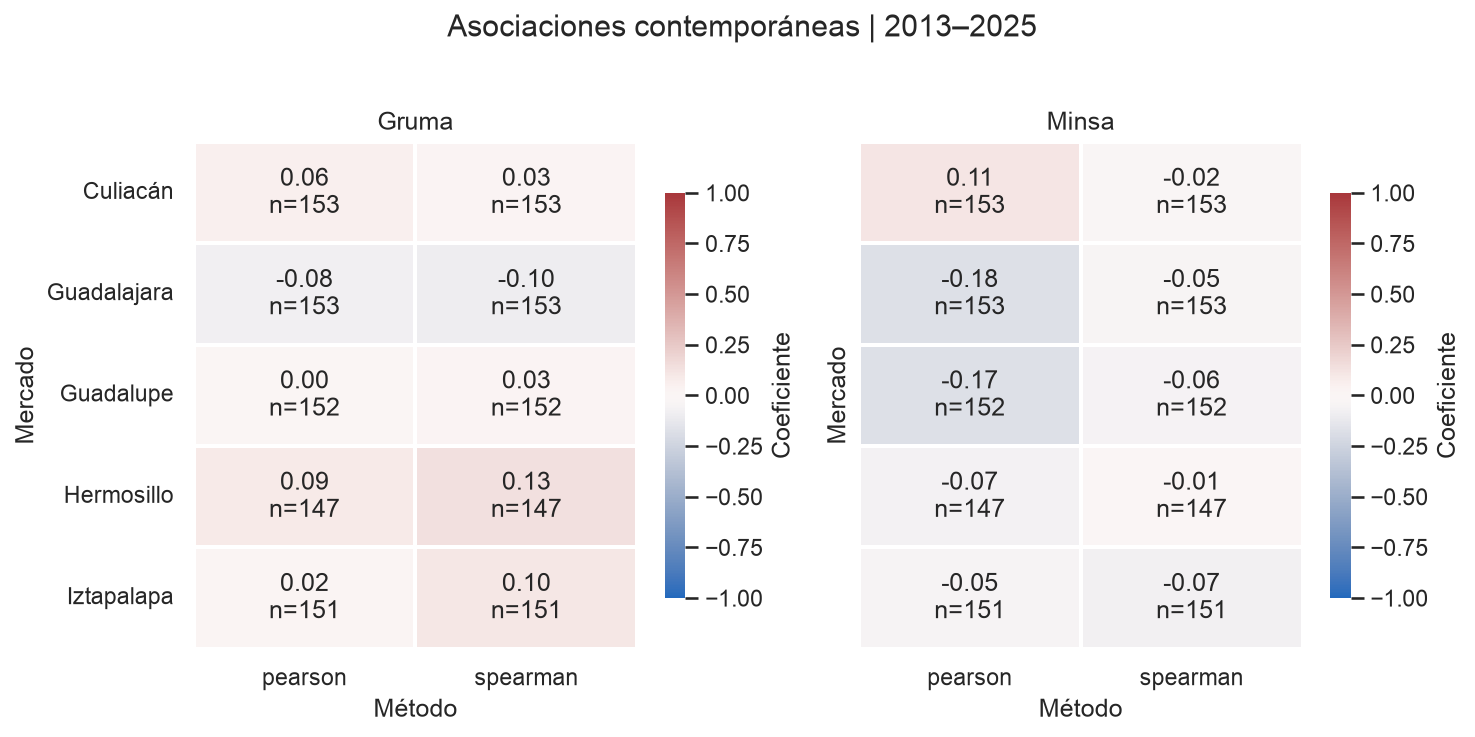 Asociaciones contemporáneas | 2013–2025
Gruma
Mercado
Culiacán
0.06
n=153
0.03
n=153
Guadalajara
-0.08
n=153
-0.10
n=153
Guadalupe
0.00
n=152
0.03
n=152
Hermosillo
0.09
n=147
0.13
n=147
Iztapalapa
0.02
n=151
0.10
n=151
pearson
spearman
Método
1.00
0.75
0.50
0.25
0.00
−0.25
−0.50
−0.75
−1.00
Coeficiente
Minsa
Mercado
0.11
n=153
-0.02
n=153
-0.18
n=153
-0.05
n=153
-0.17
n=152
-0.06
n=152
-0.07
n=147
-0.01
n=147
-0.05
n=151
-0.07
n=151
pearson
spearman
Método
1.00
0.75
0.50
0.25
0.00
−0.25
−0.50
−0.75
−1.00
Coeficiente